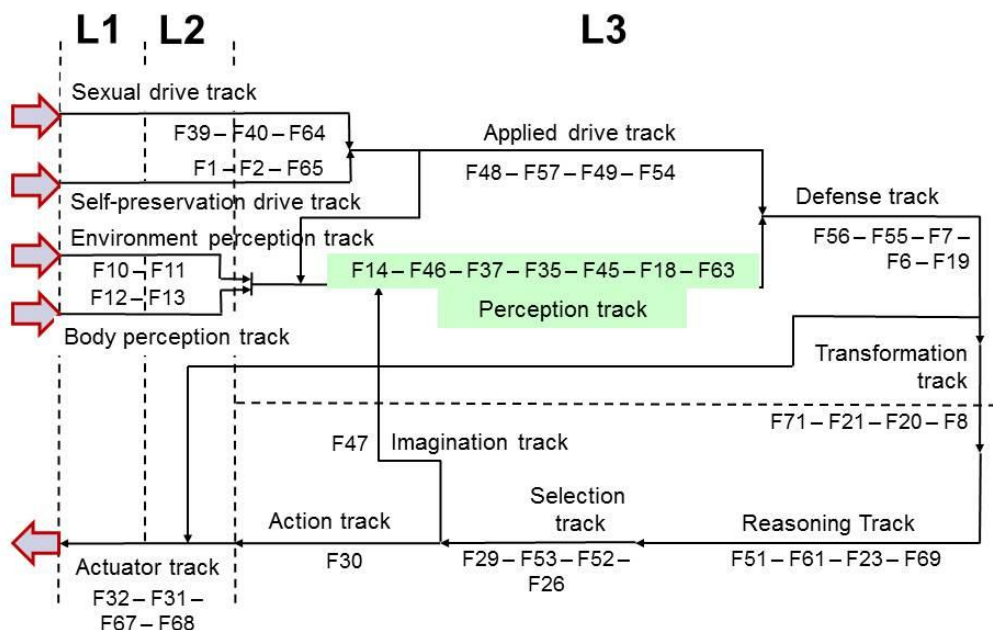 L1 L2 L3
Sexual drive track
F39 – F40 – F64
Applied drive track
F1 – F2 – F65
F48 – F57 – F49 – F54
Self-preservation drive track
Defense track
Environment perception track
F56 – F55 – F7 –
F6 – F19
F10 – F11
F14 – F46 – F37 – F35 – F45 – F18 – F63
F12 – F13
Perception track
Body perception track
Transformation
track
F71 – F21 – F20 – F8
F47 Imagination track
Selection
track
Action track
Reasoning Track
F30
F29 – F53 – F52 –
F26
F51 – F61 – F23 – F69
Actuator track
F32 – F31 –
F67 – F68